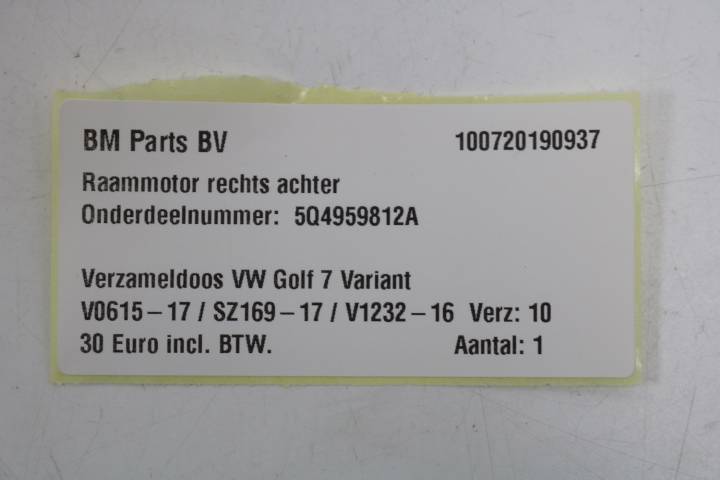 BM Parts BV 100720190937
Raammotor rechts achter
Onderdeelnummer: 5Q4959812A
Verzameldoos VW Golf 7 Variant
V0615-17 / SZ169-17 / V1232-16 Verz: 10
30 Euro incl. BTW. Aantal: 1